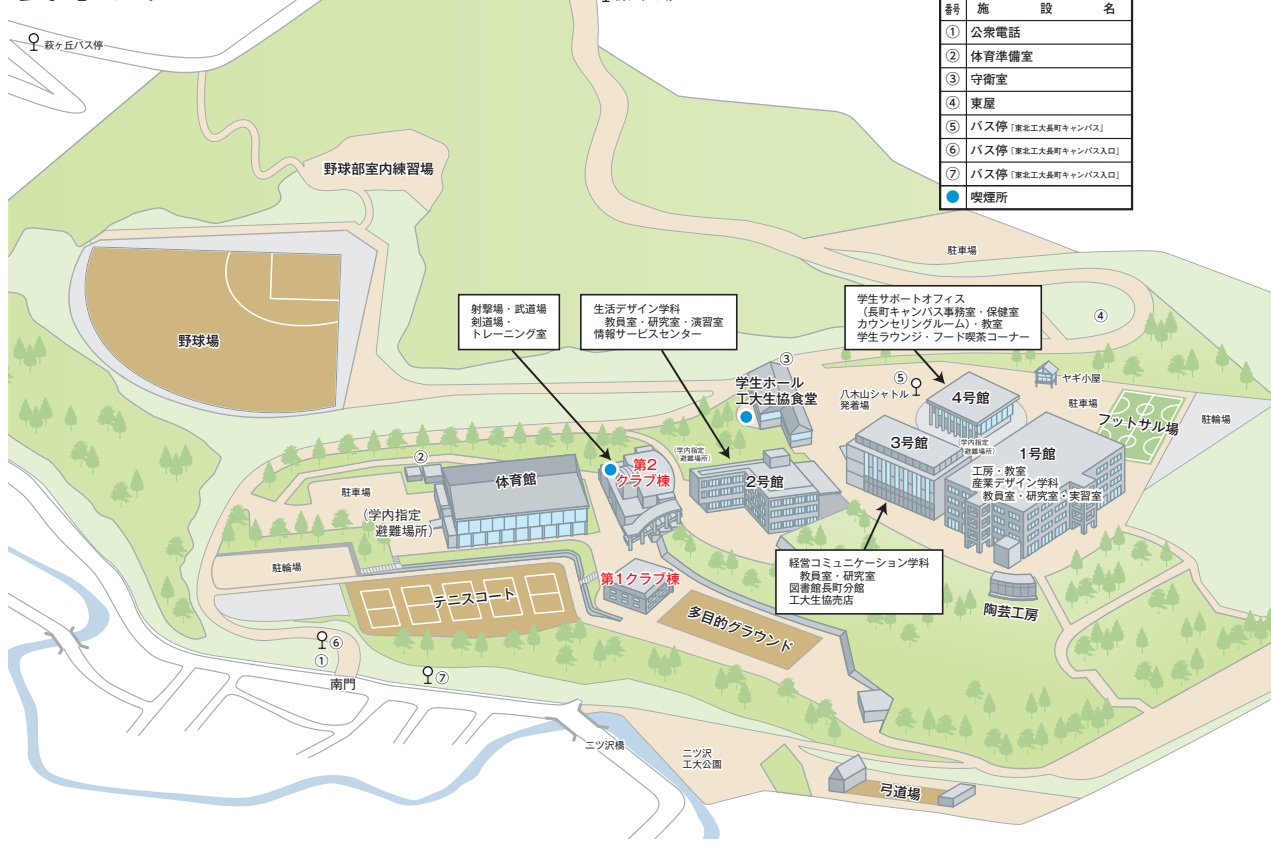 萩ヶ丘バス停
番号 施設名
① 公衆電話
② 体育準備室
③ 守衛室
④ 東屋
⑤ バス停「東北工大長町キャンパス」
⑥ バス停「東北工大長町キャンパス入口」
⑦ バス停「東北工大長町キャンパス入口」
喫煙所
野球部室内練習場
野球場
駐車場
④
射撃場・武道場
剣道場・
トレーニング室
生活デザイン学科
教員室・研究室・演習室
情報サービスセンター
学生サポートオフィス
(長町キャンパス事務室・保健室
カウンセリングルーム)・教室
学生ラウンジ・フード喫茶コーナー
③
学生ホール
工大生協食堂
⑤
八木山シャトル
発着場
ヤギ小屋
駐車場
4号館
フットサル場
駐輪場
3号館
(学内指定
避難場所)
1号館
工房・教室
産業デザイン学科
教員室・研究室・実習室
(学内指定
避難場所)
2号館
第2
クラブ棟
②
体育館
駐車場
(学内指定
避難場所)
駐輪場
テニスコート
第1クラブ棟
多目的グラウンド
経営コミュニケーション学科
教員室・研究室
図書館長町分館
工大生協売店
陶芸工房
⑥
①
南門
⑦
二ツ沢橋
二ツ沢
工大公園
弓道場